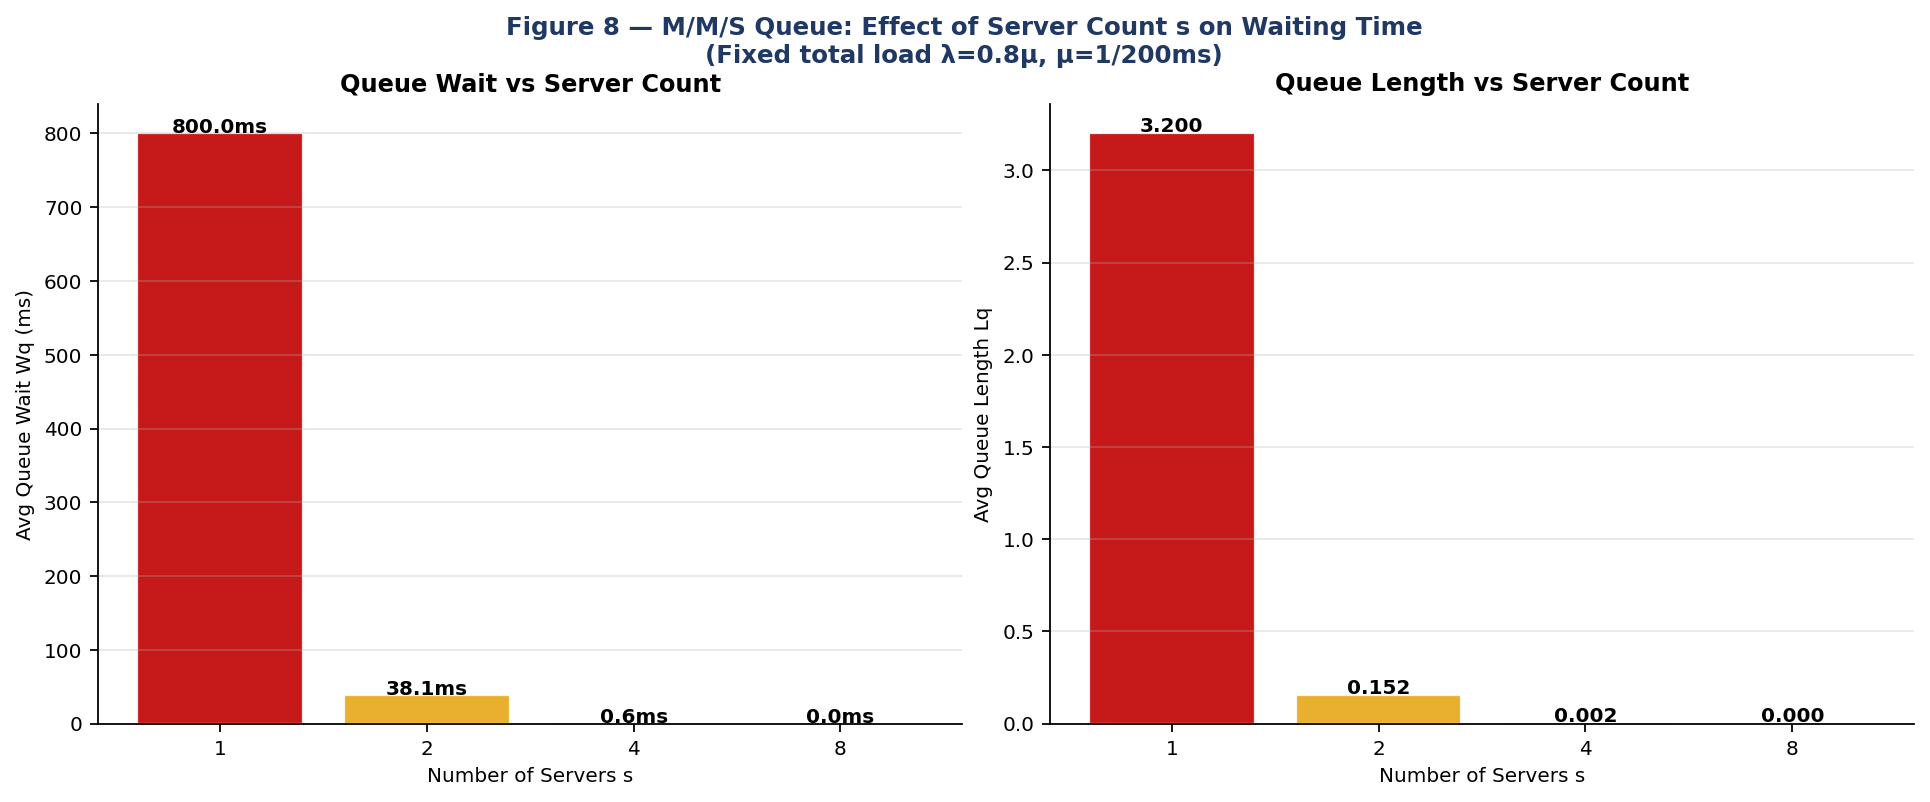 Figure 8 — M/M/S Queue: Effect of Server Count s on Waiting Time
(Fixed total load λ=0.8μ, μ=1/200ms)
Queue Wait vs Server Count
Avg Queue Wait Wq (ms)
800
700
600
500
400
300
200
100
0
800.0ms
38.1ms
0.6ms
0.0ms
1
2
4
8
Number of Servers s
Queue Length vs Server Count
Avg Queue Length Lq
3.0
2.5
2.0
1.5
1.0
0.5
0.0
3.200
0.152
0.002
0.000
1
2
4
8
Number of Servers s